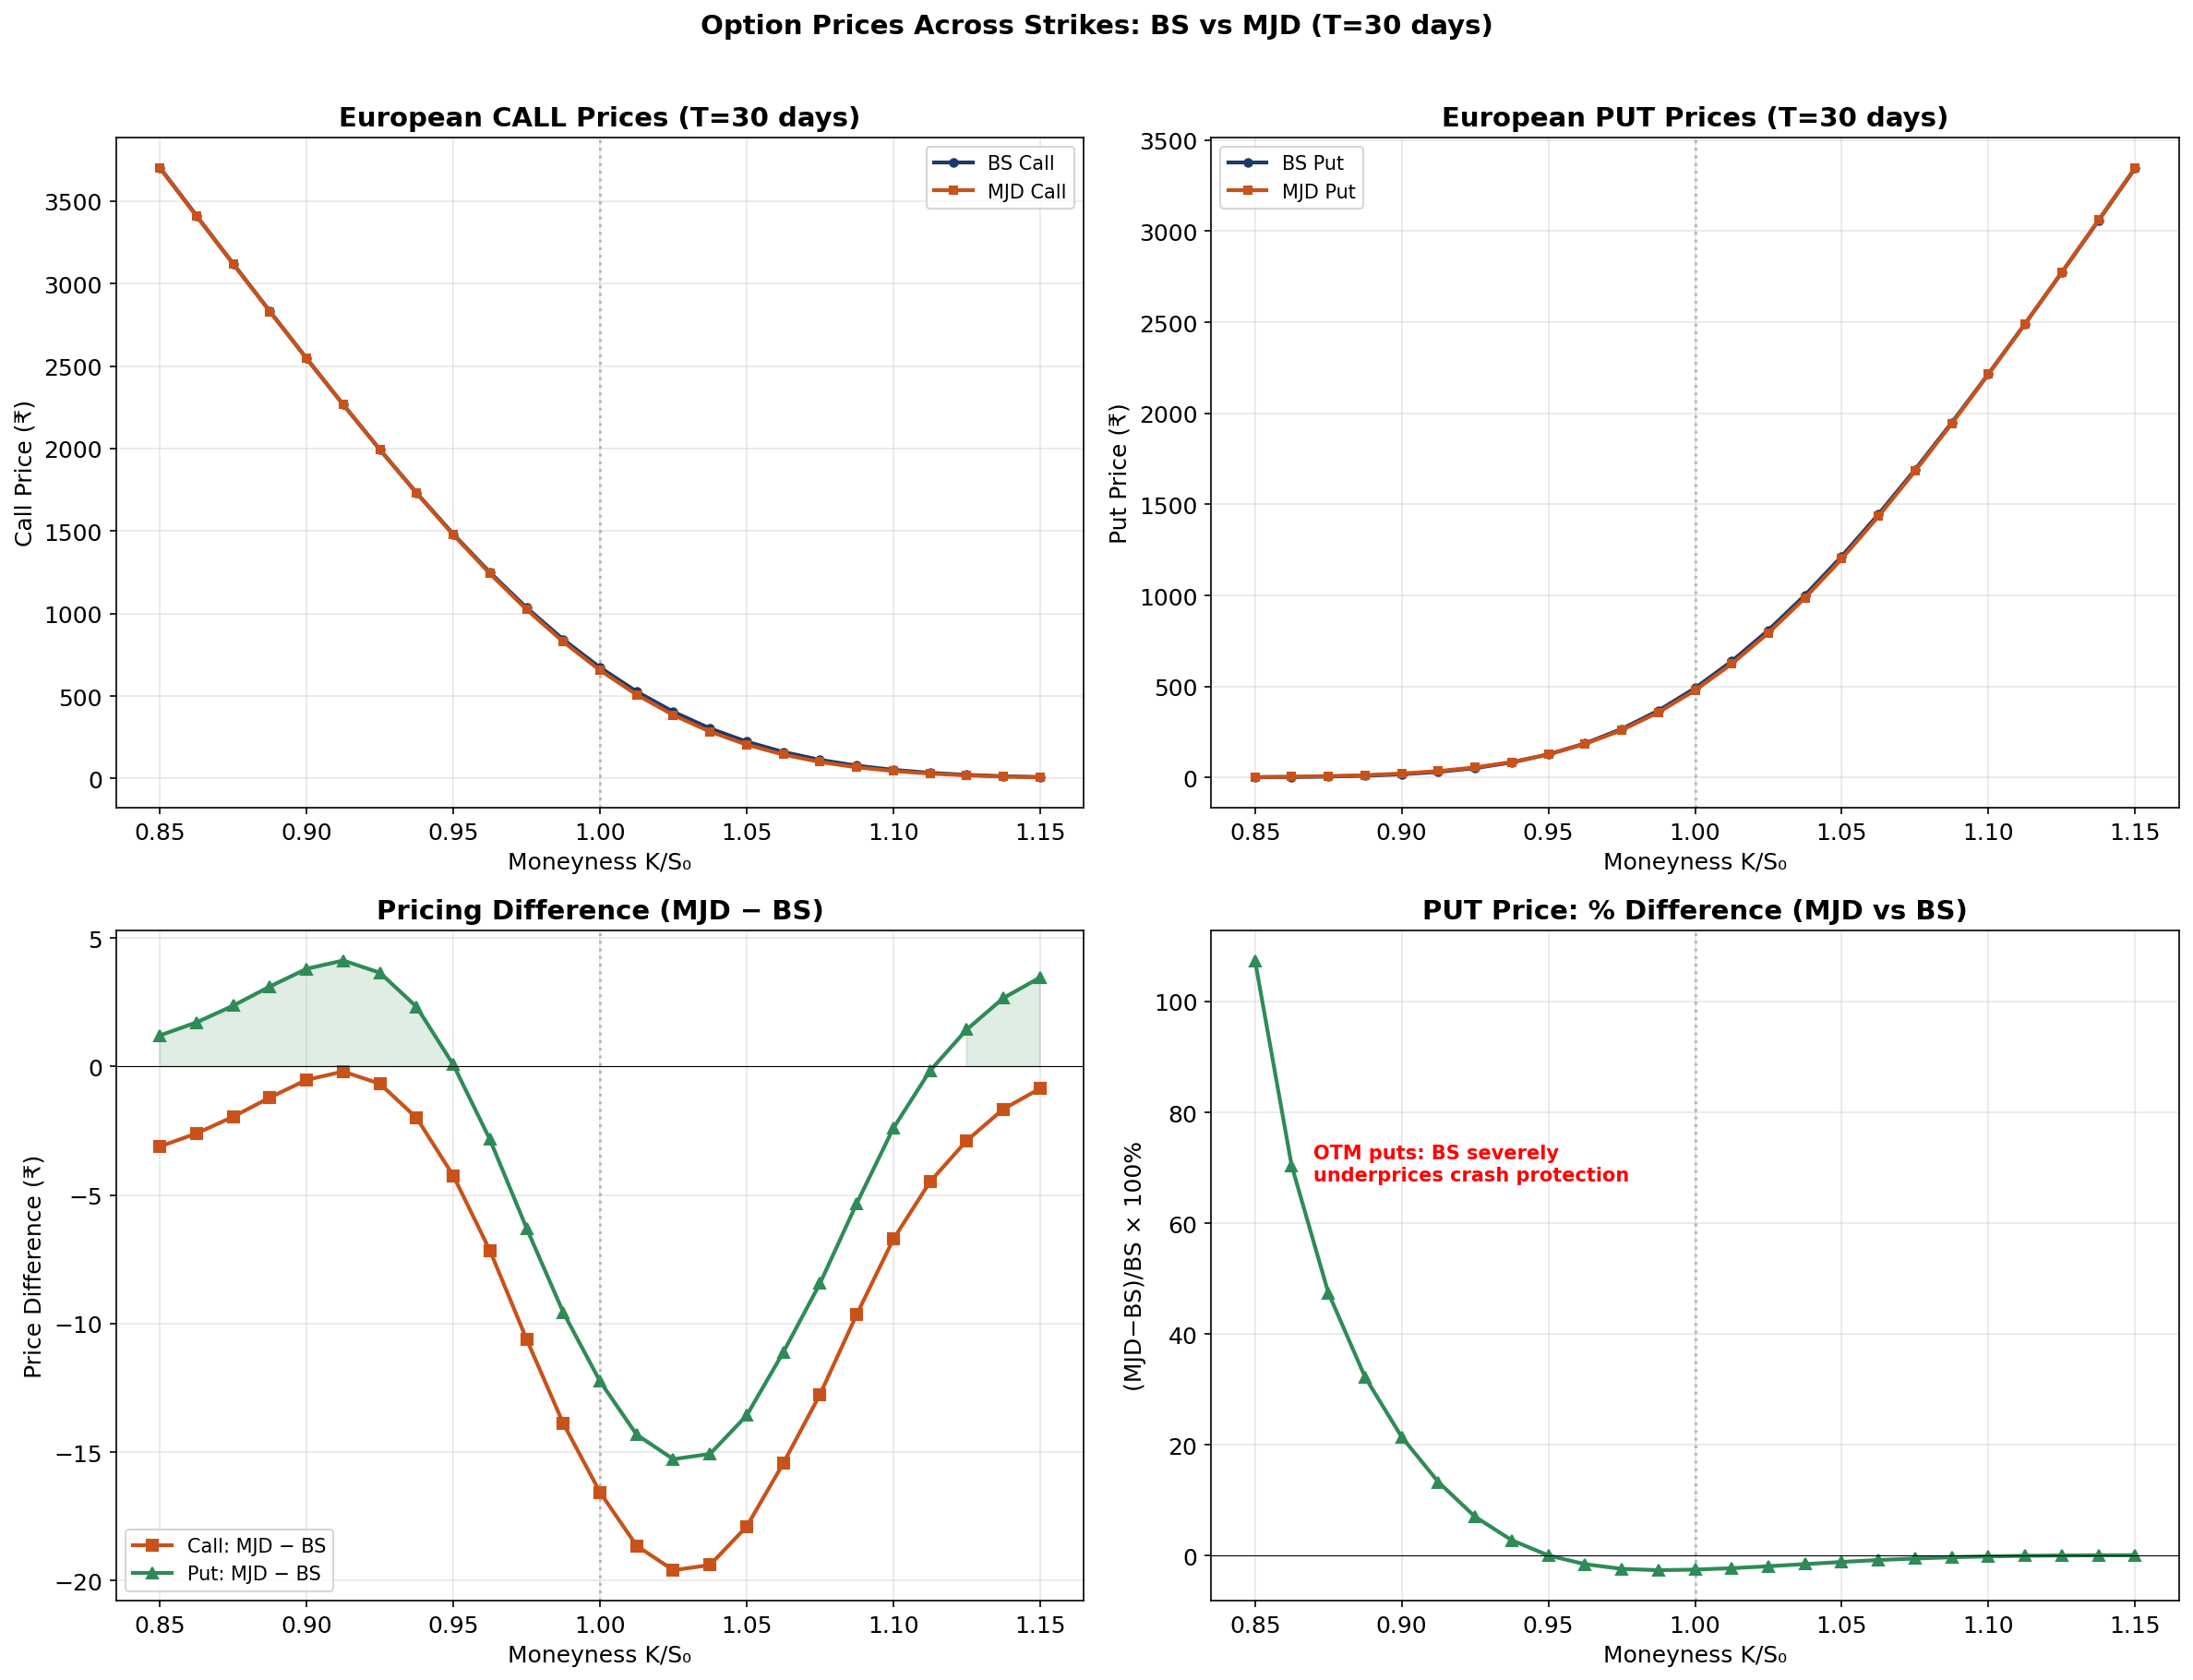 Option Prices Across Strikes: BS vs MJD (T=30 days)
European CALL Prices (T=30 days)
Call Price (₹)
3500
3000
2500
2000
1500
1000
500
0
BS Call
MJD Call
0.85 0.90 0.95 1.00 1.05 1.10 1.15
Moneyness K/S₀
European PUT Prices (T=30 days)
Put Price (₹)
3500
3000
2500
2000
1500
1000
500
0
BS Put
MJD Put
0.85 0.90 0.95 1.00 1.05 1.10 1.15
Moneyness K/S₀
Pricing Difference (MJD − BS)
Price Difference (₹)
5
0
−5
−10
−15
−20
Call: MJD − BS
Put: MJD − BS
0.85 0.90 0.95 1.00 1.05 1.10 1.15
Moneyness K/S₀
PUT Price: % Difference (MJD vs BS)
(MJD−BS)/BS × 100%
100
80
60
40
20
0
OTM puts: BS severely
underprices crash protection
0.85 0.90 0.95 1.00 1.05 1.10 1.15
Moneyness K/S₀